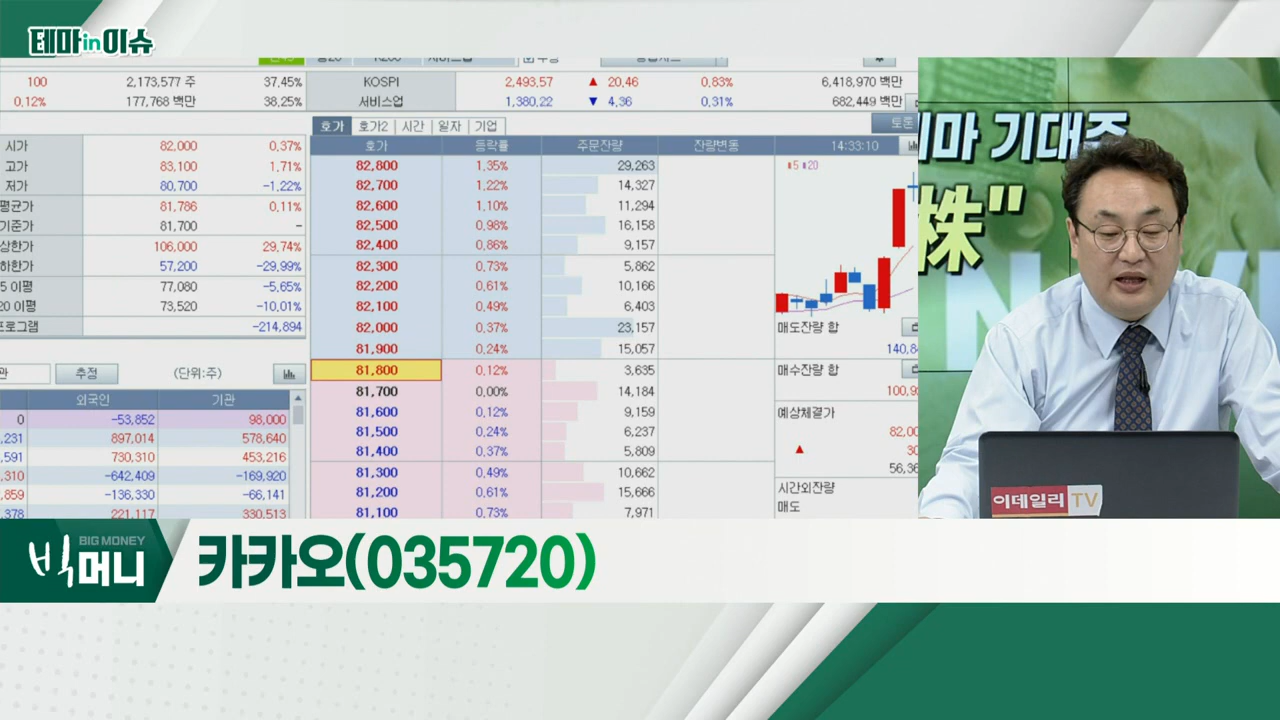 테마in이슈
100 2,173,577 주 37.45% KOSPI 2,493.57 ▲ 20.46 0.83% 6,418,970 백만
0.12% 177,768 백만 38.25% 서비스업 1,380.22 ▼ 4.36 0.31% 682,449 백만
호가 호가2 시간 일자 기업 토론
호가 등락률 주문잔량 잔량변동 14:33:10
시가 82,000 0.37%
고가 83,100 1.71%
저가 80,700 -1.22%
평균가 81,786 0.11%
기준가 81,700 -
상한가 106,000 29.74%
하한가 57,200 -29.99%
5 이평 77,080 -5.65%
20 이평 73,520 -10.01%
프로그램 -214,894
추정 (단위:주)
외국인 기관
0 -53,852 98,000
,231 897,014 578,640
,591 730,310 453,216
,310 -642,409 -169,920
,859 -136,330 -66,141
,378 221,117 330,513
82,800 1.35% 29,263
82,700 1.22% 14,327
82,600 1.10% 11,294
82,500 0.98% 16,158
82,400 0.86% 9,157
82,300 0.73% 5,862
82,200 0.61% 10,166
82,100 0.49% 6,403
82,000 0.37% 23,157
81,900 0.24% 15,057
81,800 0.12% 3,635
81,700 0.00% 14,184
81,600 0.12% 9,159
81,500 0.24% 6,237
81,400 0.37% 5,809
81,300 0.49% 10,662
81,200 0.61% 15,666
81,100 0.73% 7,971
5 20
매도잔량 합
매수잔량 합
예상체결가
▲
시간외잔량
매도
기대주
株"
이데일리 TV
BIG MONEY
빅머니
카카오(035720)